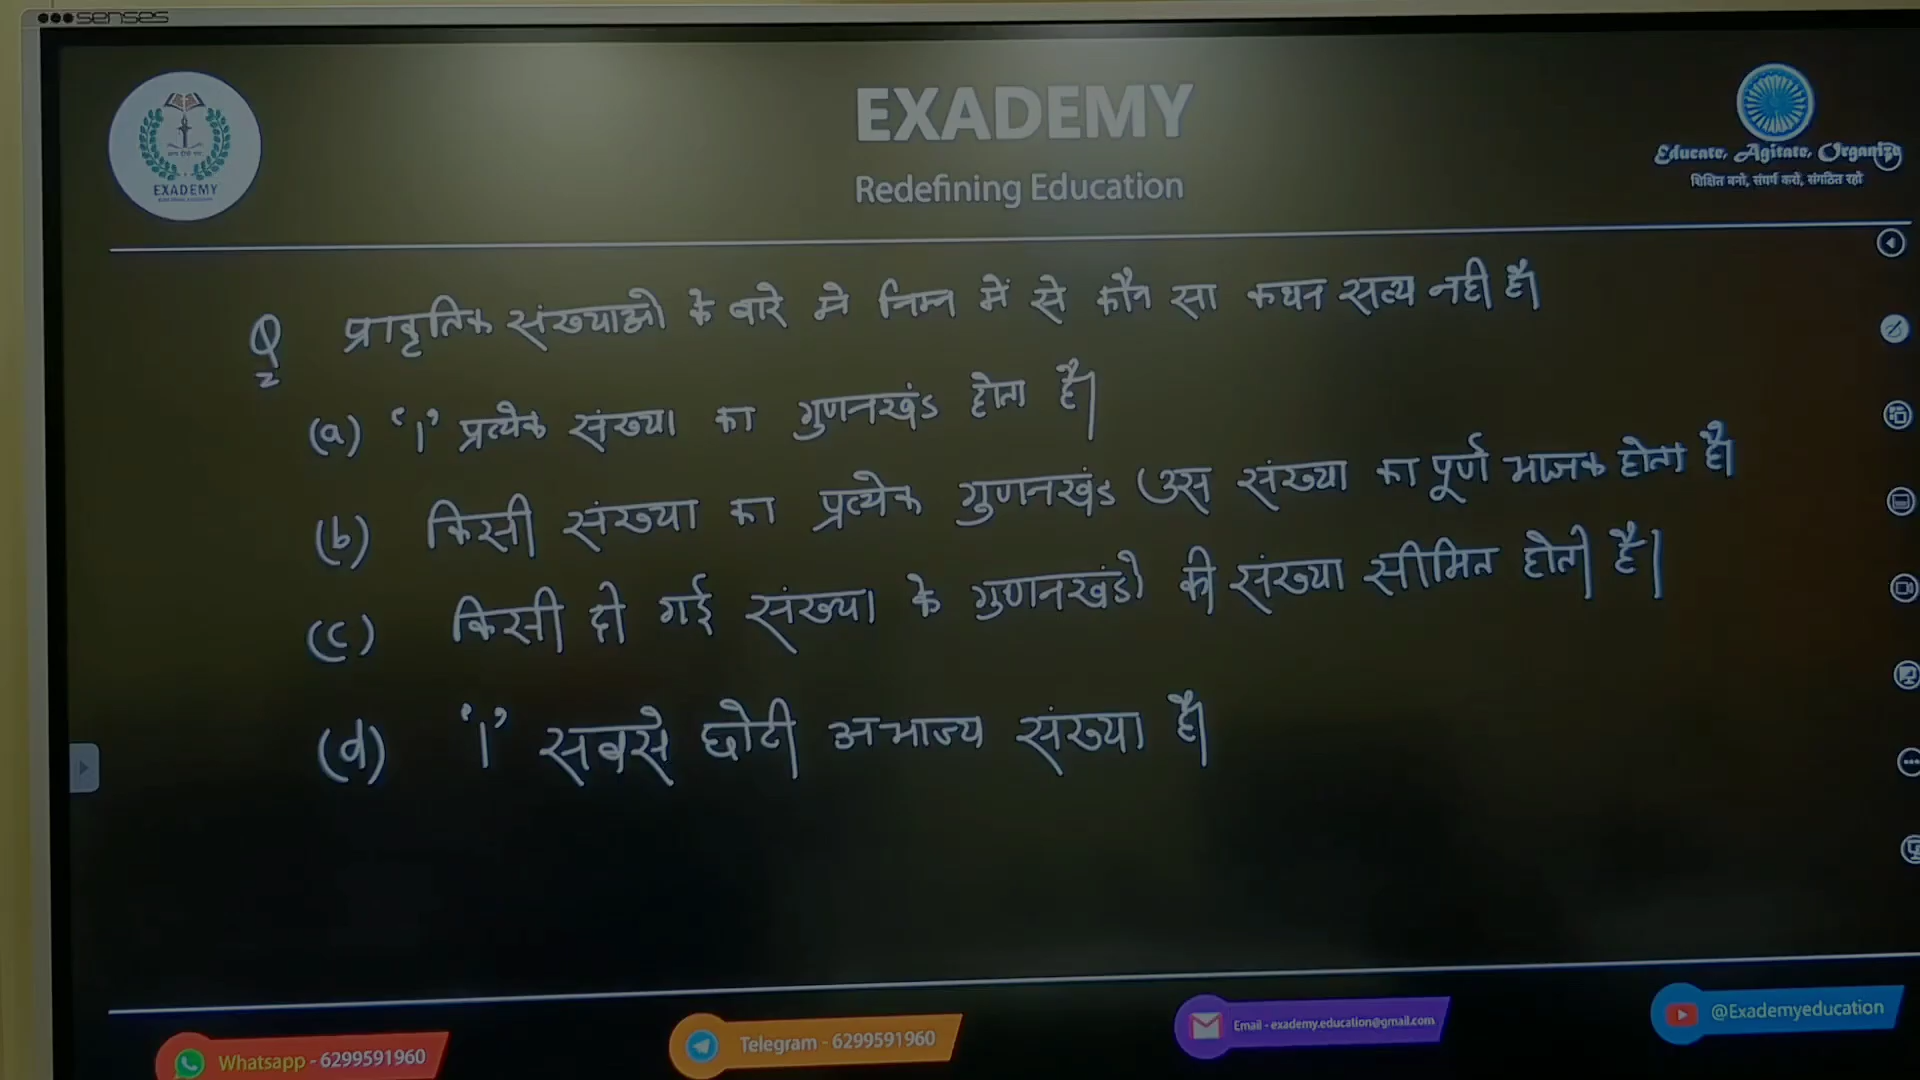 senses
EXADEMY
EXADEMY
Redefining Education
Educate, Agitate, Organize
शिक्षित बनो, संघर्ष करो, संगठित रहो
Q प्राकृतिक संख्याओ के बारे मे निम्न में से कौन सा कथन सत्य नही है।
(a) '1' प्रत्येक संख्या का गुणनखंड होता है।
(b) किसी संख्या का प्रत्येक गुणनखंड उस संख्या का पूर्ण भाजक होता है।
(c) किसी दी गई संख्या के गुणनखंडो की संख्या सीमित होती है।
(d) '1' सबसे छोटी अभाज्य संख्या है।
Whatsapp - 6299591960
Telegram - 6299591960
Email - exademy.education@gmail.com
@Exademyeducation